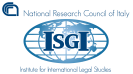 National Research Council of Italy
ISGI
Institute for International Legal Studies